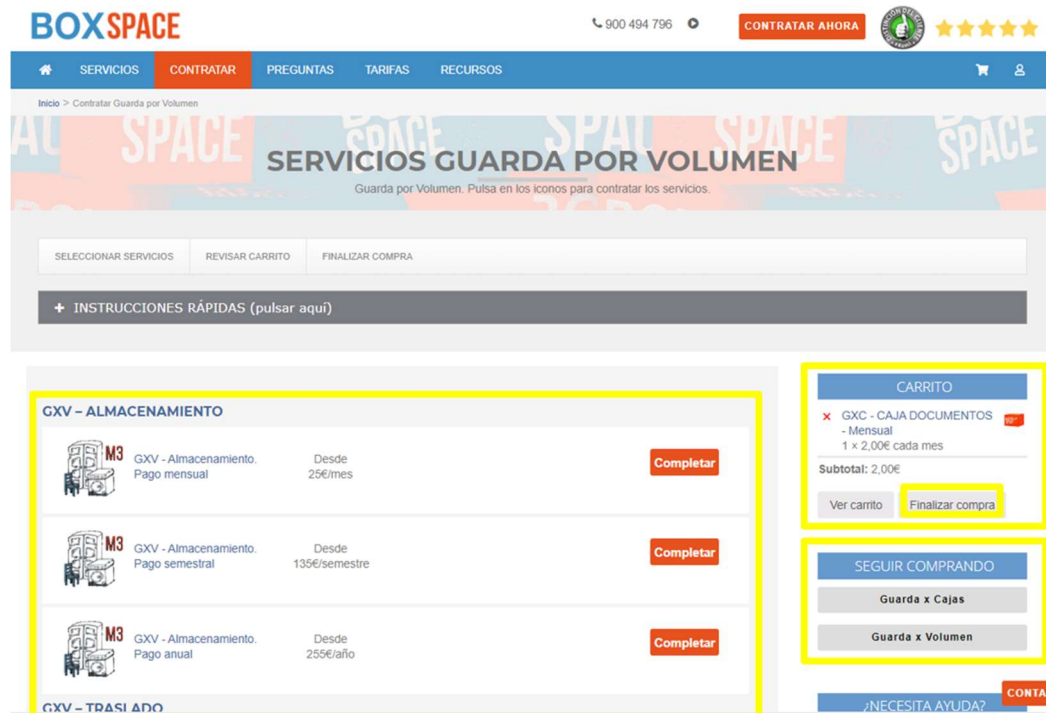 BOXSPACE
900 494 796
CONTRATAR AHORA
SERVICIOS CONTRATAR PREGUNTAS TARIFAS RECURSOS
Inicio > Contratar Guarda por Volumen
SERVICIOS GUARDA POR VOLUMEN
Guarda por Volumen. Pulsa en los iconos para contratar los servicios.
SELECCIONAR SERVICIOS REVISAR CARRITO FINALIZAR COMPRA
+ INSTRUCCIONES RÁPIDAS (pulsar aquí)
GXV – ALMACENAMIENTO
M3
GXV - Almacenamiento.
Pago mensual
Desde
25€/mes
Completar
M3
GXV - Almacenamiento.
Pago semestral
Desde
135€/semestre
Completar
M3
GXV - Almacenamiento.
Pago anual
Desde
255€/año
Completar
GXV – TRASLADO
CARRITO
× GXC - CAJA DOCUMENTOS
- Mensual
1 × 2,00€ cada mes
Subtotal: 2,00€
Ver carrito Finalizar compra
SEGUIR COMPRANDO
Guarda x Cajas
Guarda x Volumen
¿NECESITA AYUDA?
CONTA